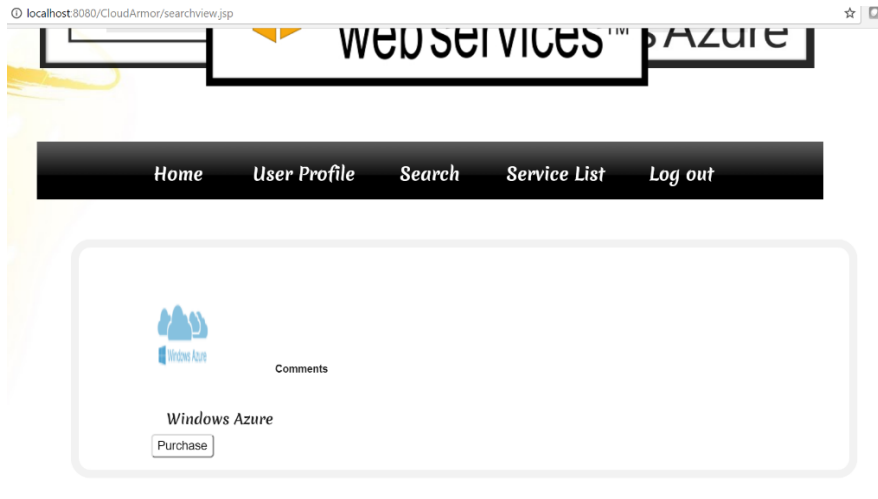 localhost:8080/CloudArmor/searchview.jsp
web services™
s Azure
Home User Profile Search Service List Log out
Windows Azure
Comments
Windows Azure
Purchase